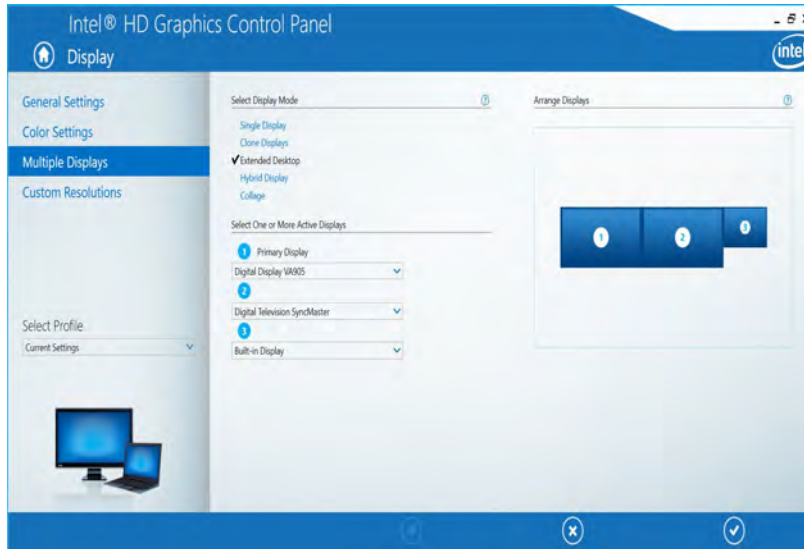 Intel® HD Graphics Control Panel
Display
intel
General Settings
Color Settings
Multiple Displays
Custom Resolutions
Select Profile
Current Settings
Select Display Mode
Single Display
Clone Displays
Extended Desktop
Hybrid Display
Collage
Select One or More Active Displays
1 Primary Display
Digital Display VA905
2
Digital Television SyncMaster
3
Built-in Display
Arrange Displays
1 2 3